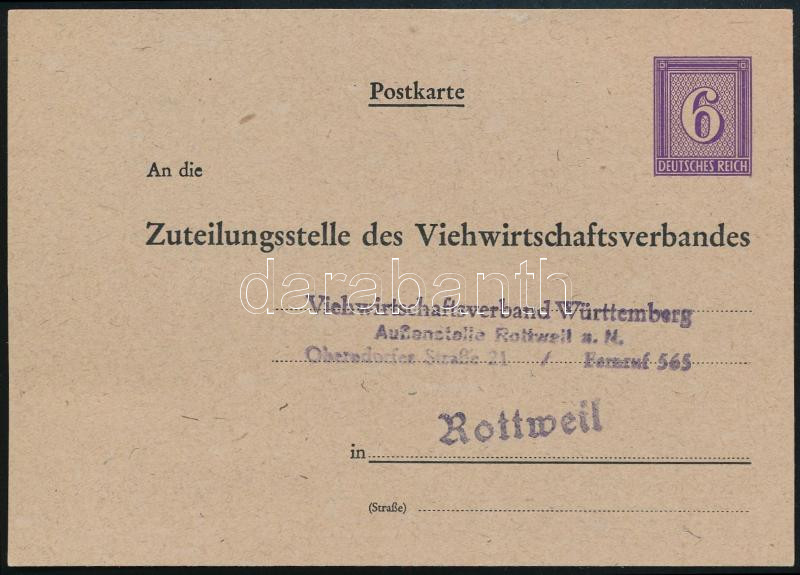 Postkarte
6
DEUTSCHES REICH
An die
Zuteilungsstelle des Viehwirtschaftsverbandes
darabanth
Viehwirtschaftsverband Württemberg
Außenstelle Rottweil a. N.
Oberndorfer Straße 21 / Fernruf 565
Rottweil
in
(Straße)